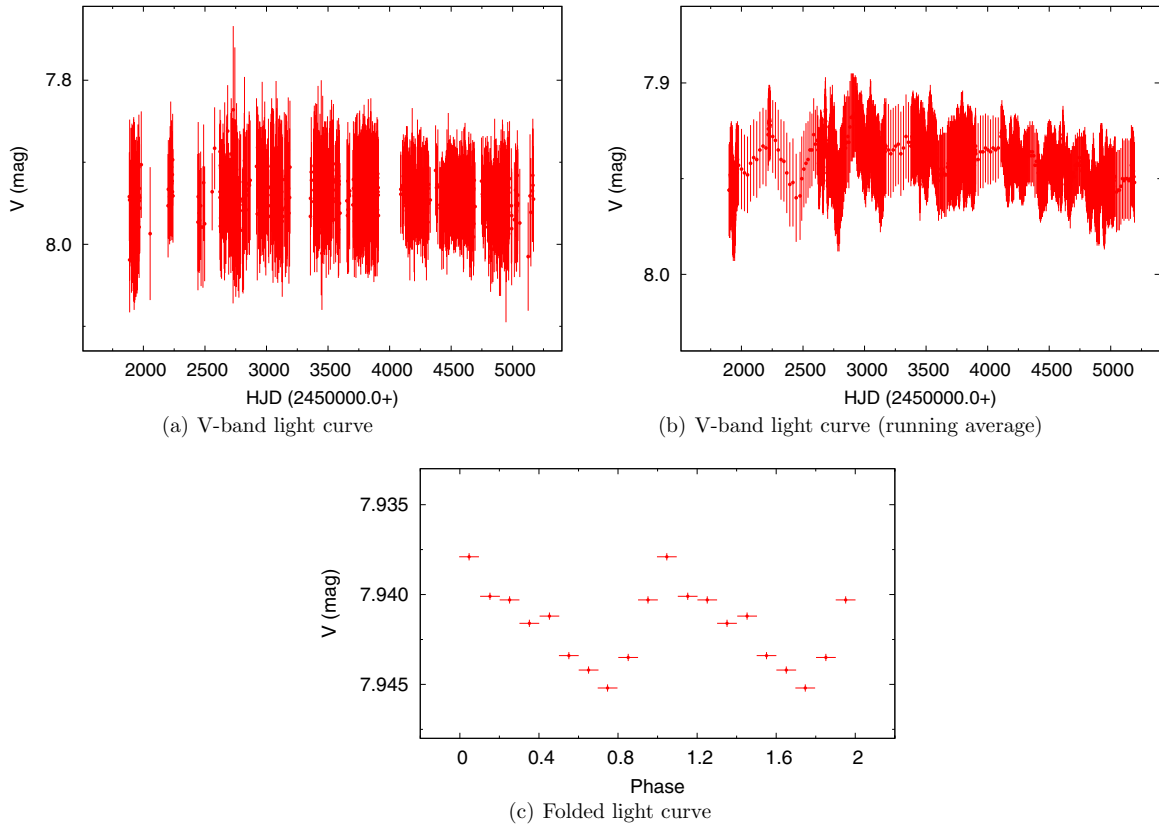 7.8
8.0
V (mag)
2000 2500 3000 3500 4000 4500 5000
HJD (2450000.0+)
(a) V-band light curve
7.9
8.0
V (mag)
2000 2500 3000 3500 4000 4500 5000
HJD (2450000.0+)
(b) V-band light curve (running average)
7.935
7.940
7.945
V (mag)
0 0.4 0.8 1.2 1.6 2
Phase
(c) Folded light curve